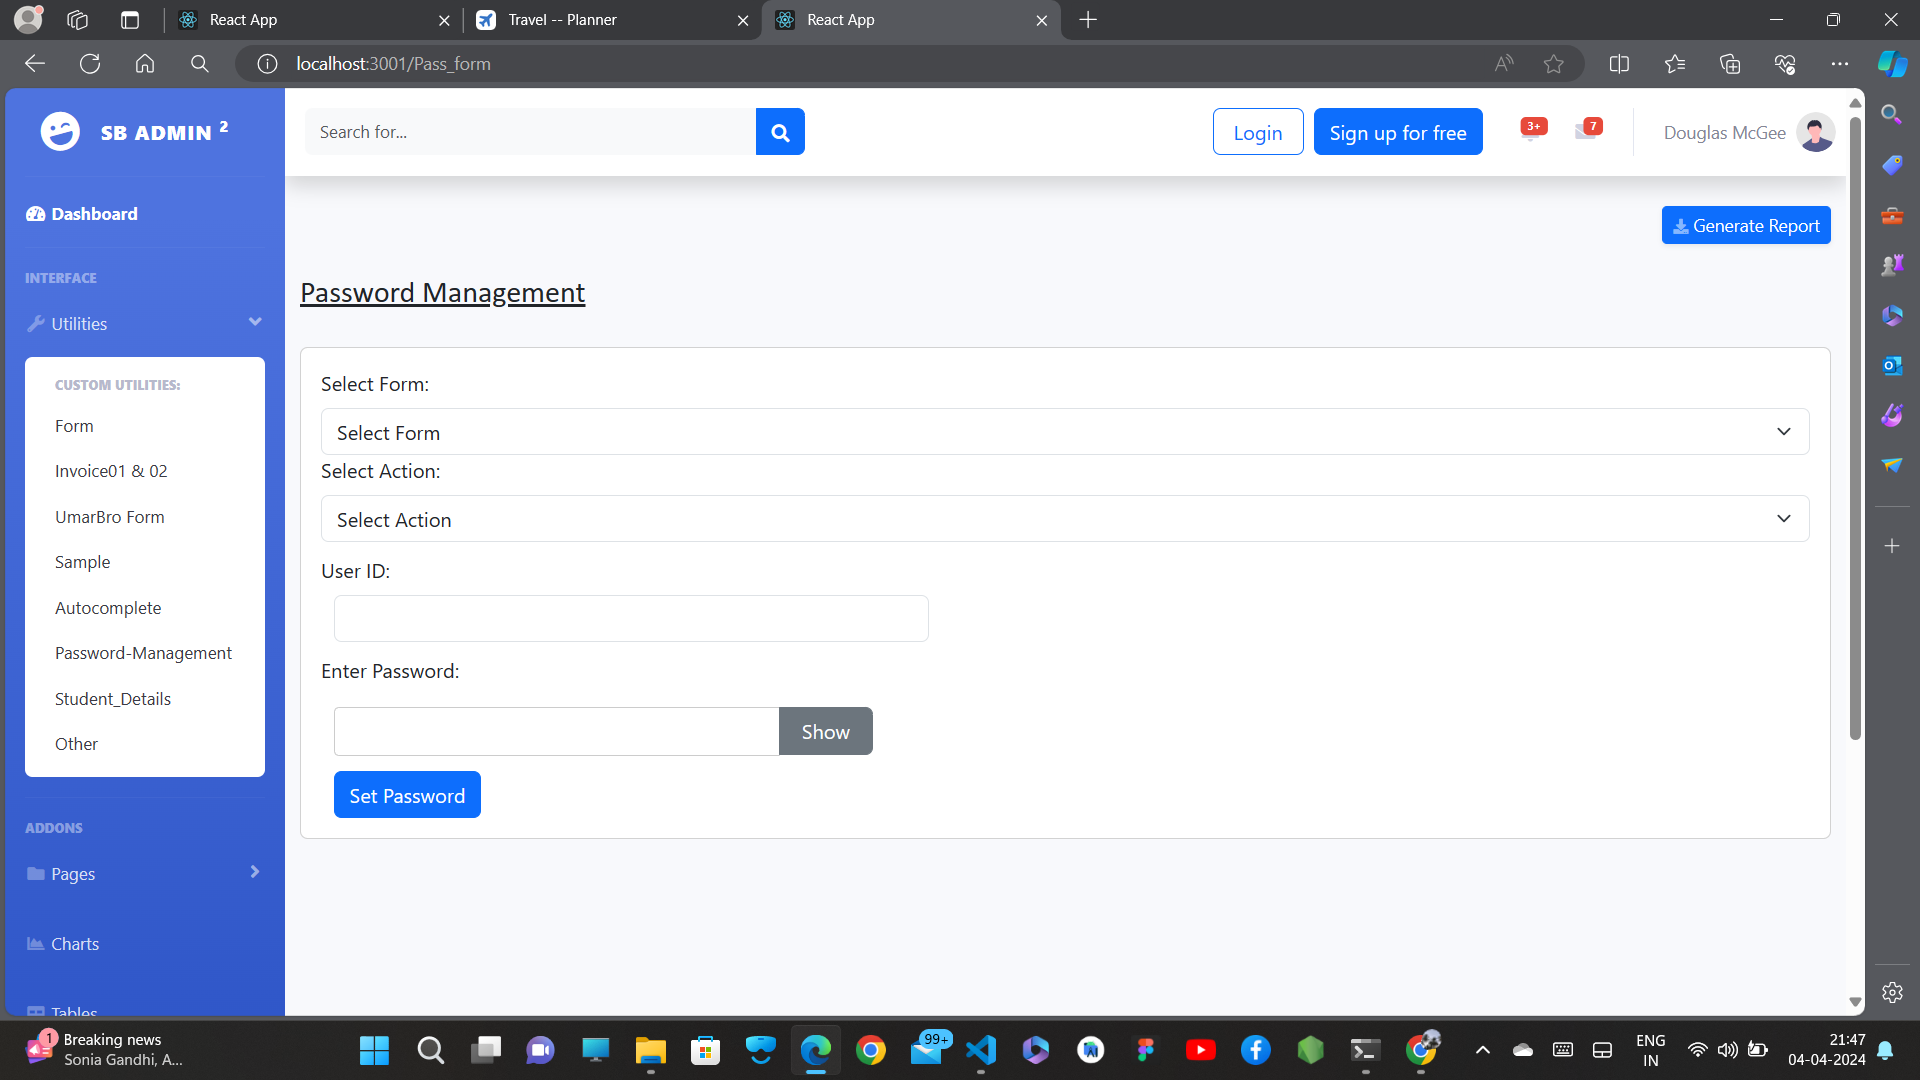 React App
Travel -- Planner
React App
localhost:3001/Pass_form
SB ADMIN 2
Search for...
Login
Sign up for free
3+
7
Douglas McGee
Dashboard
Generate Report
INTERFACE
Utilities
CUSTOM UTILITIES:
Form
Invoice01 & 02
UmarBro Form
Sample
Autocomplete
Password-Management
Student_Details
Other
ADDONS
Pages
Charts
Tables
Password Management
Select Form:
Select Form
Select Action:
Select Action
User ID:
Enter Password:
Show
Set Password
1
Breaking news
Sonia Gandhi, A...
99+
ENG
IN
21:47
04-04-2024